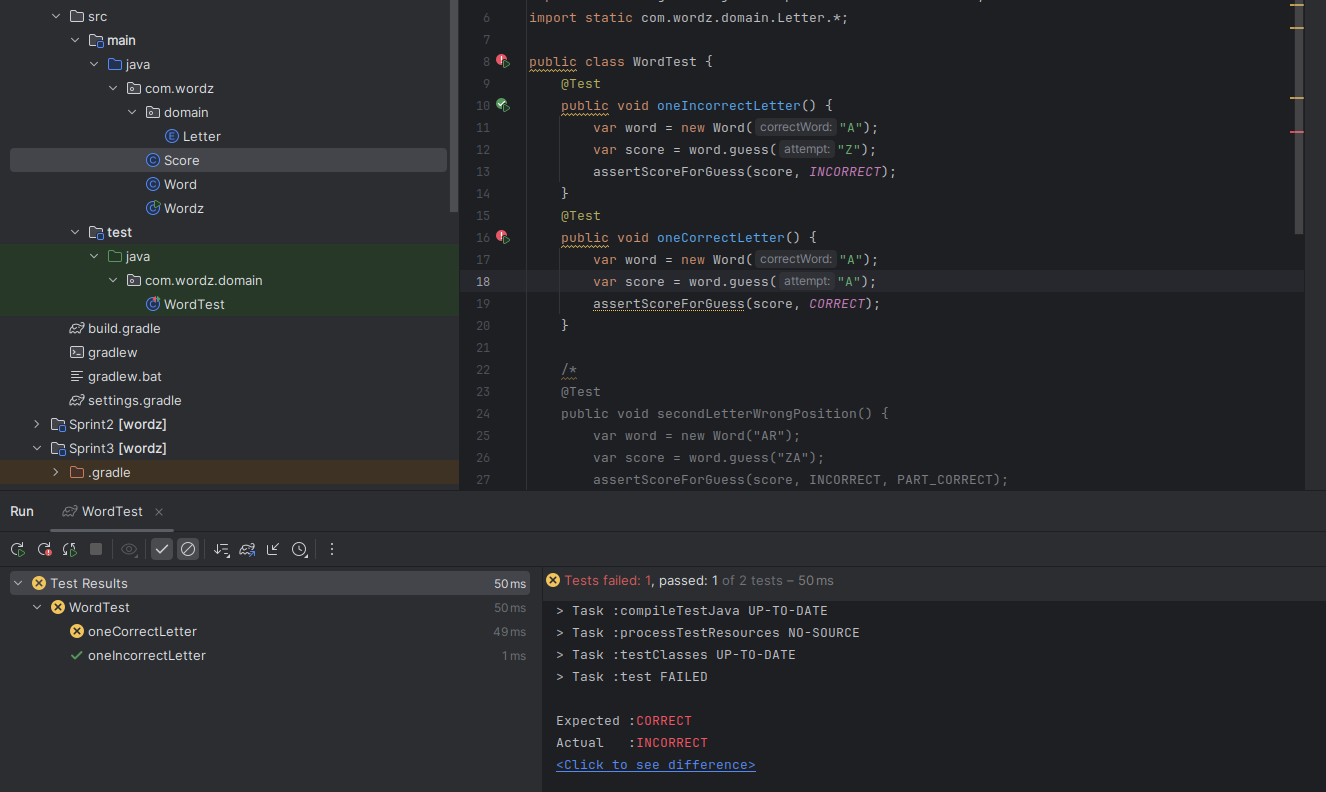 src
main
java
com.wordz
domain
Letter
Score
Word
Wordz
test
java
com.wordz.domain
WordTest
build.gradle
gradlew
gradlew.bat
settings.gradle
Sprint2 [wordz]
Sprint3 [wordz]
.gradle
6 import static com.wordz.domain.Letter.*;
7
8 public class WordTest {
9 @Test
10 public void oneIncorrectLetter() {
11 var word = new Word( correctWord: "A");
12 var score = word.guess( attempt: "Z");
13 assertScoreForGuess(score, INCORRECT);
14 }
15 @Test
16 public void oneCorrectLetter() {
17 var word = new Word( correctWord: "A");
18 var score = word.guess( attempt: "A");
19 assertScoreForGuess(score, CORRECT);
20 }
21
22 /*
23 @Test
24 public void secondLetterWrongPosition() {
25 var word = new Word("AR");
26 var score = word.guess("ZA");
27 assertScoreForGuess(score, INCORRECT, PART_CORRECT);
Run WordTest
Test Results 50 ms
WordTest 50 ms
oneCorrectLetter 49 ms
oneIncorrectLetter 1 ms
Tests failed: 1, passed: 1 of 2 tests – 50 ms
> Task :compileTestJava UP-TO-DATE
> Task :processTestResources NO-SOURCE
> Task :testClasses UP-TO-DATE
> Task :test FAILED
Expected :CORRECT
Actual :INCORRECT
<Click to see difference>